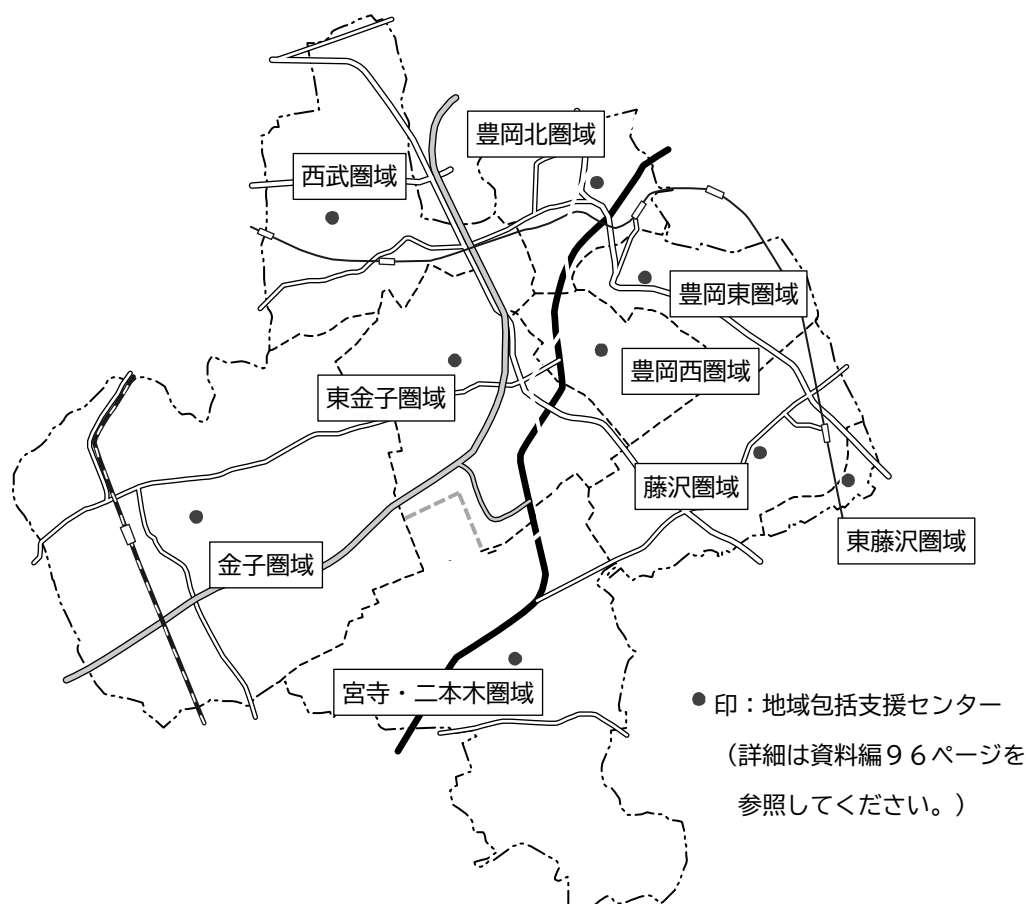 豊岡北圏域
西武圏域
豊岡東圏域
豊岡西圏域
東金子圏域
藤沢圏域
東藤沢圏域
金子圏域
宮寺・二本木圏域
印：地域包括支援センター
（詳細は資料編９６ページを
参照してください。）